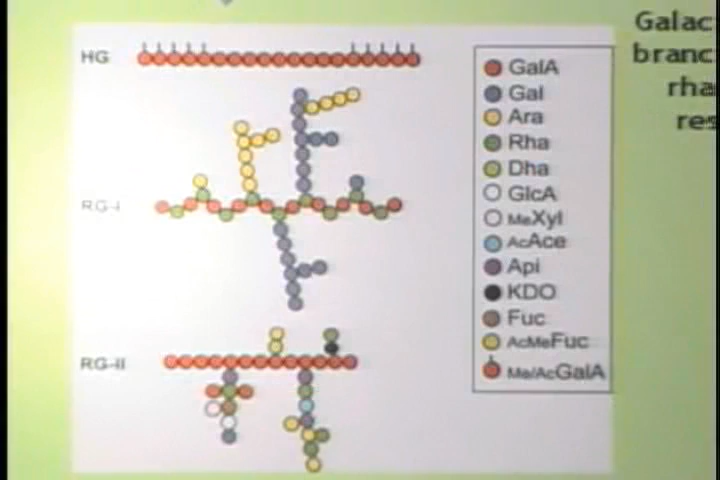 Galac
branc
rha
res
HG
RG-I
RG-II
GalA
Gal
Ara
Rha
Dha
GlcA
MeXyl
AcAce
Api
KDO
Fuc
AcMeFuc
Me/AcGalA